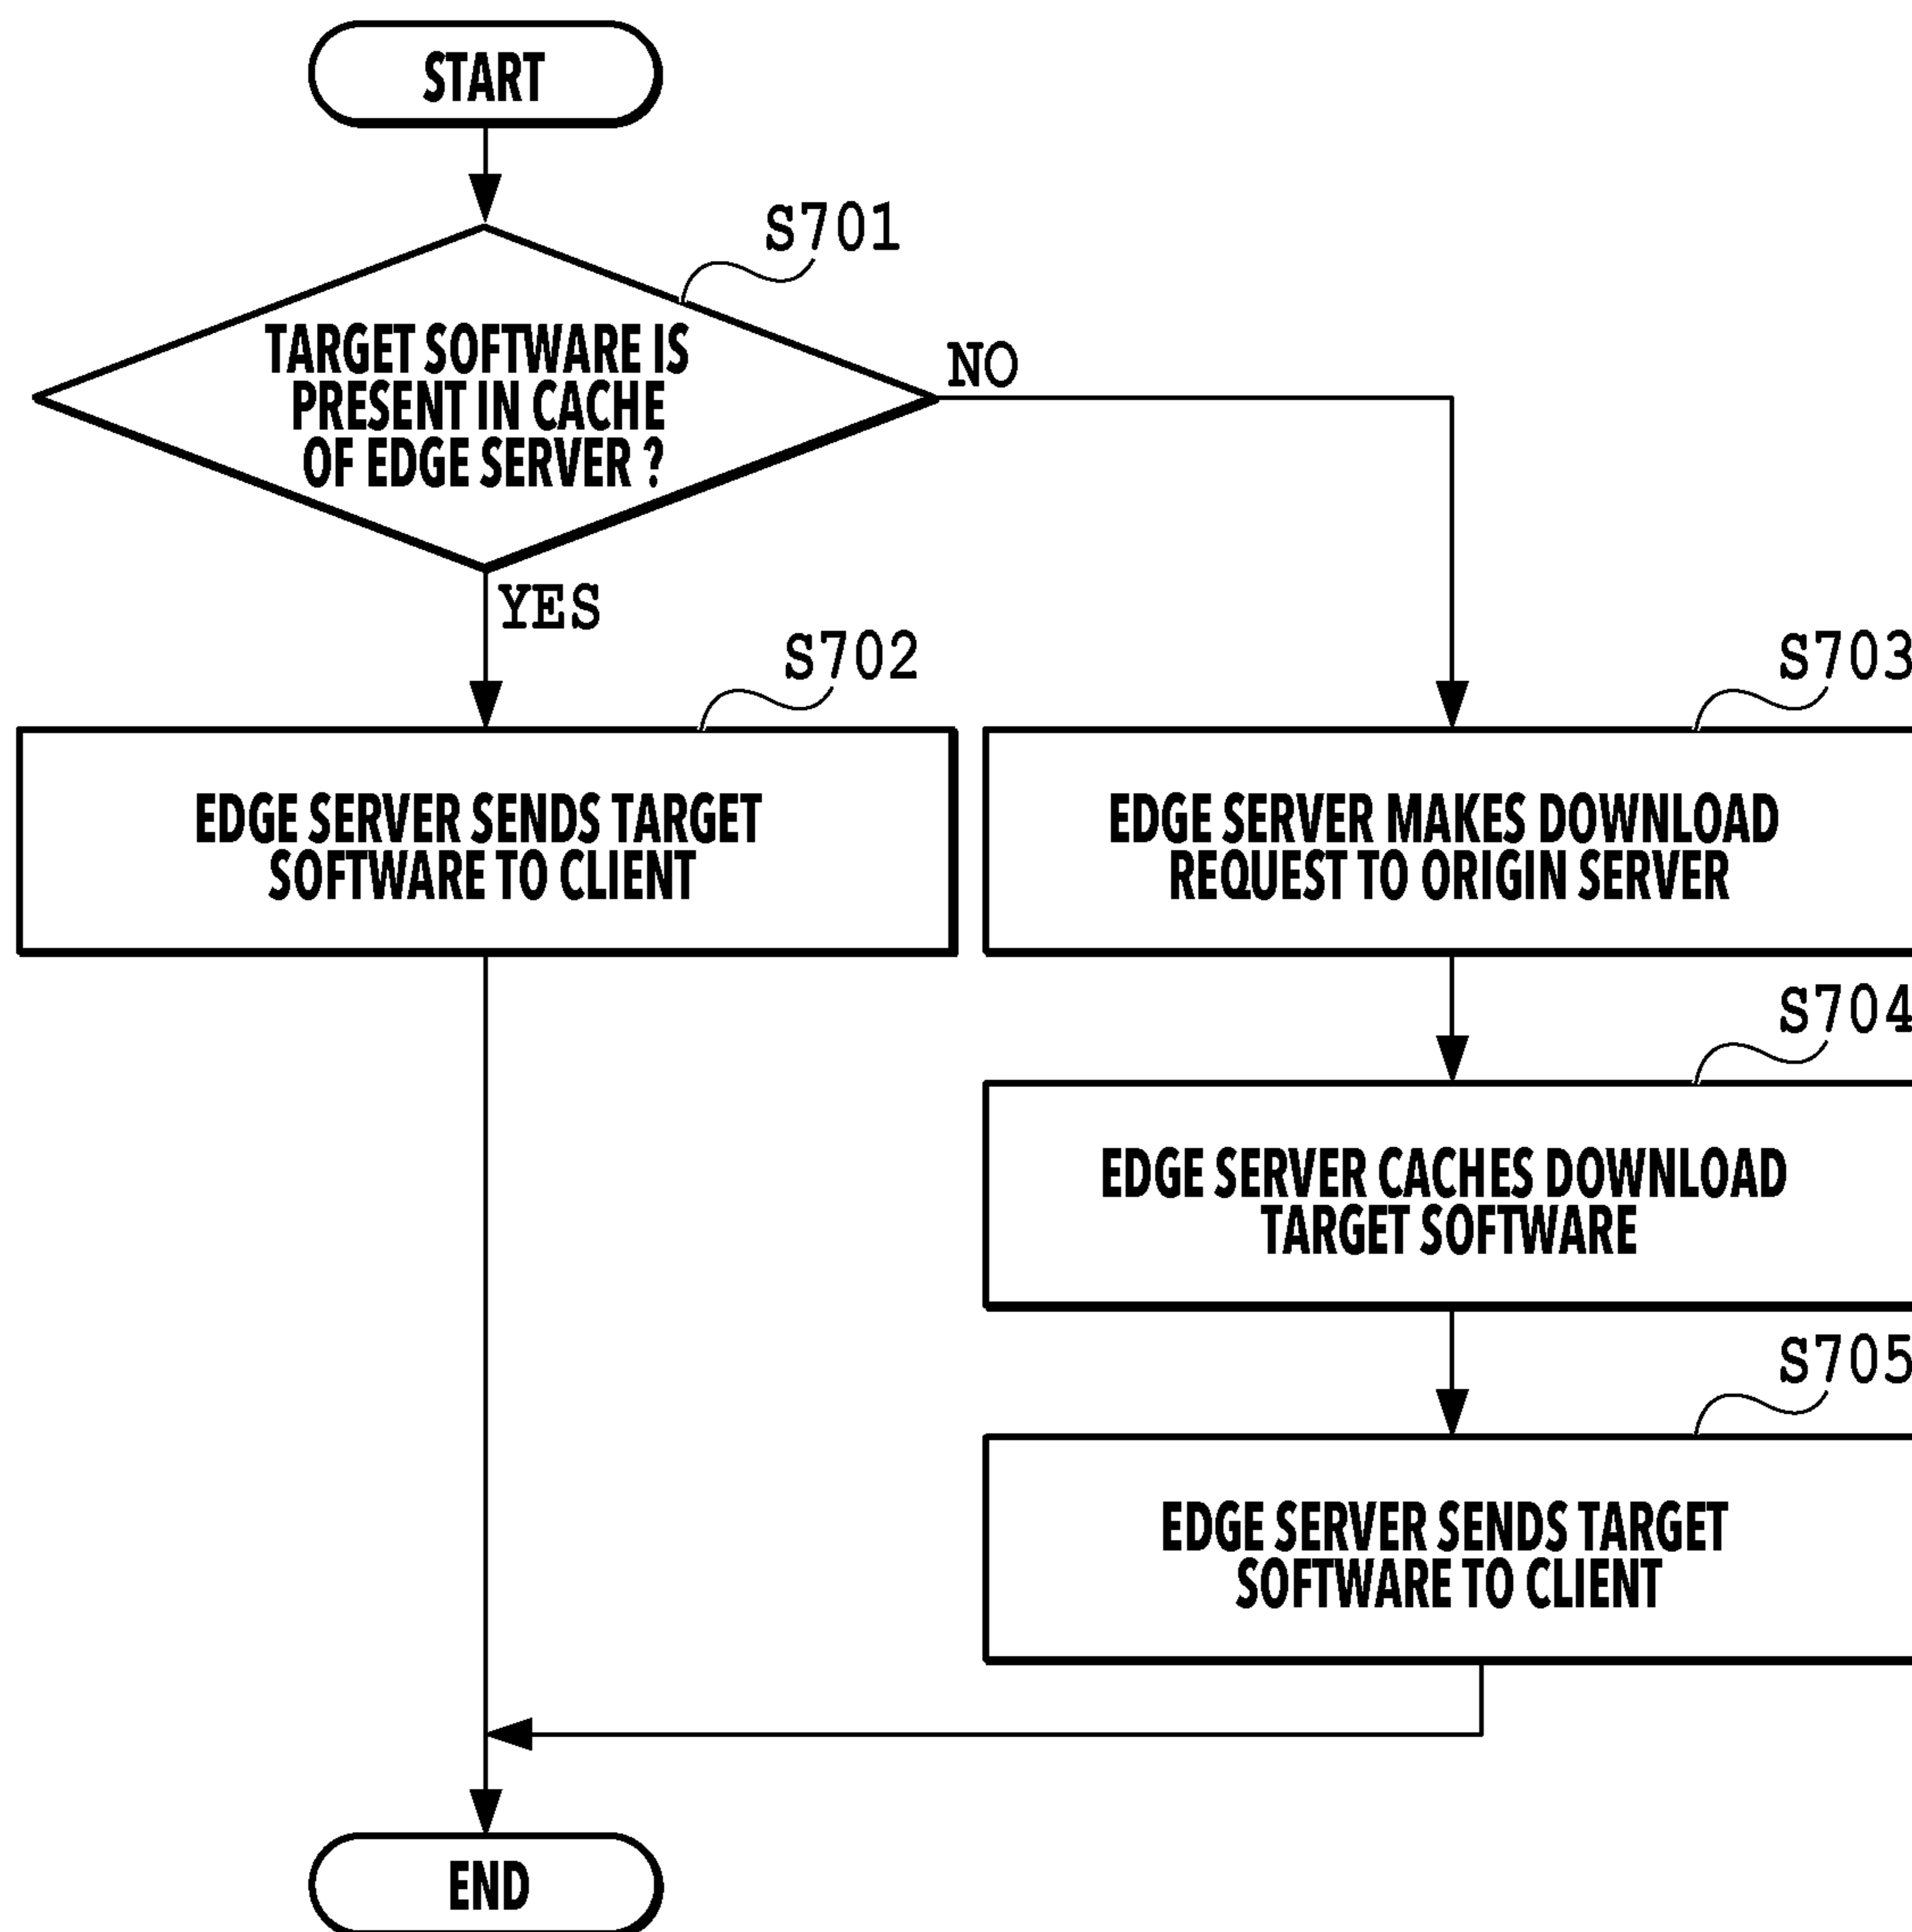 START
S701
TARGET SOFTWARE IS
PRESENT IN CACHE
OF EDGE SERVER ?
NO
YES
S702
EDGE SERVER SENDS TARGET
SOFTWARE TO CLIENT
S703
EDGE SERVER MAKES DOWNLOAD
REQUEST TO ORIGIN SERVER
S704
EDGE SERVER CACHES DOWNLOAD
TARGET SOFTWARE
S705
EDGE SERVER SENDS TARGET
SOFTWARE TO CLIENT
END